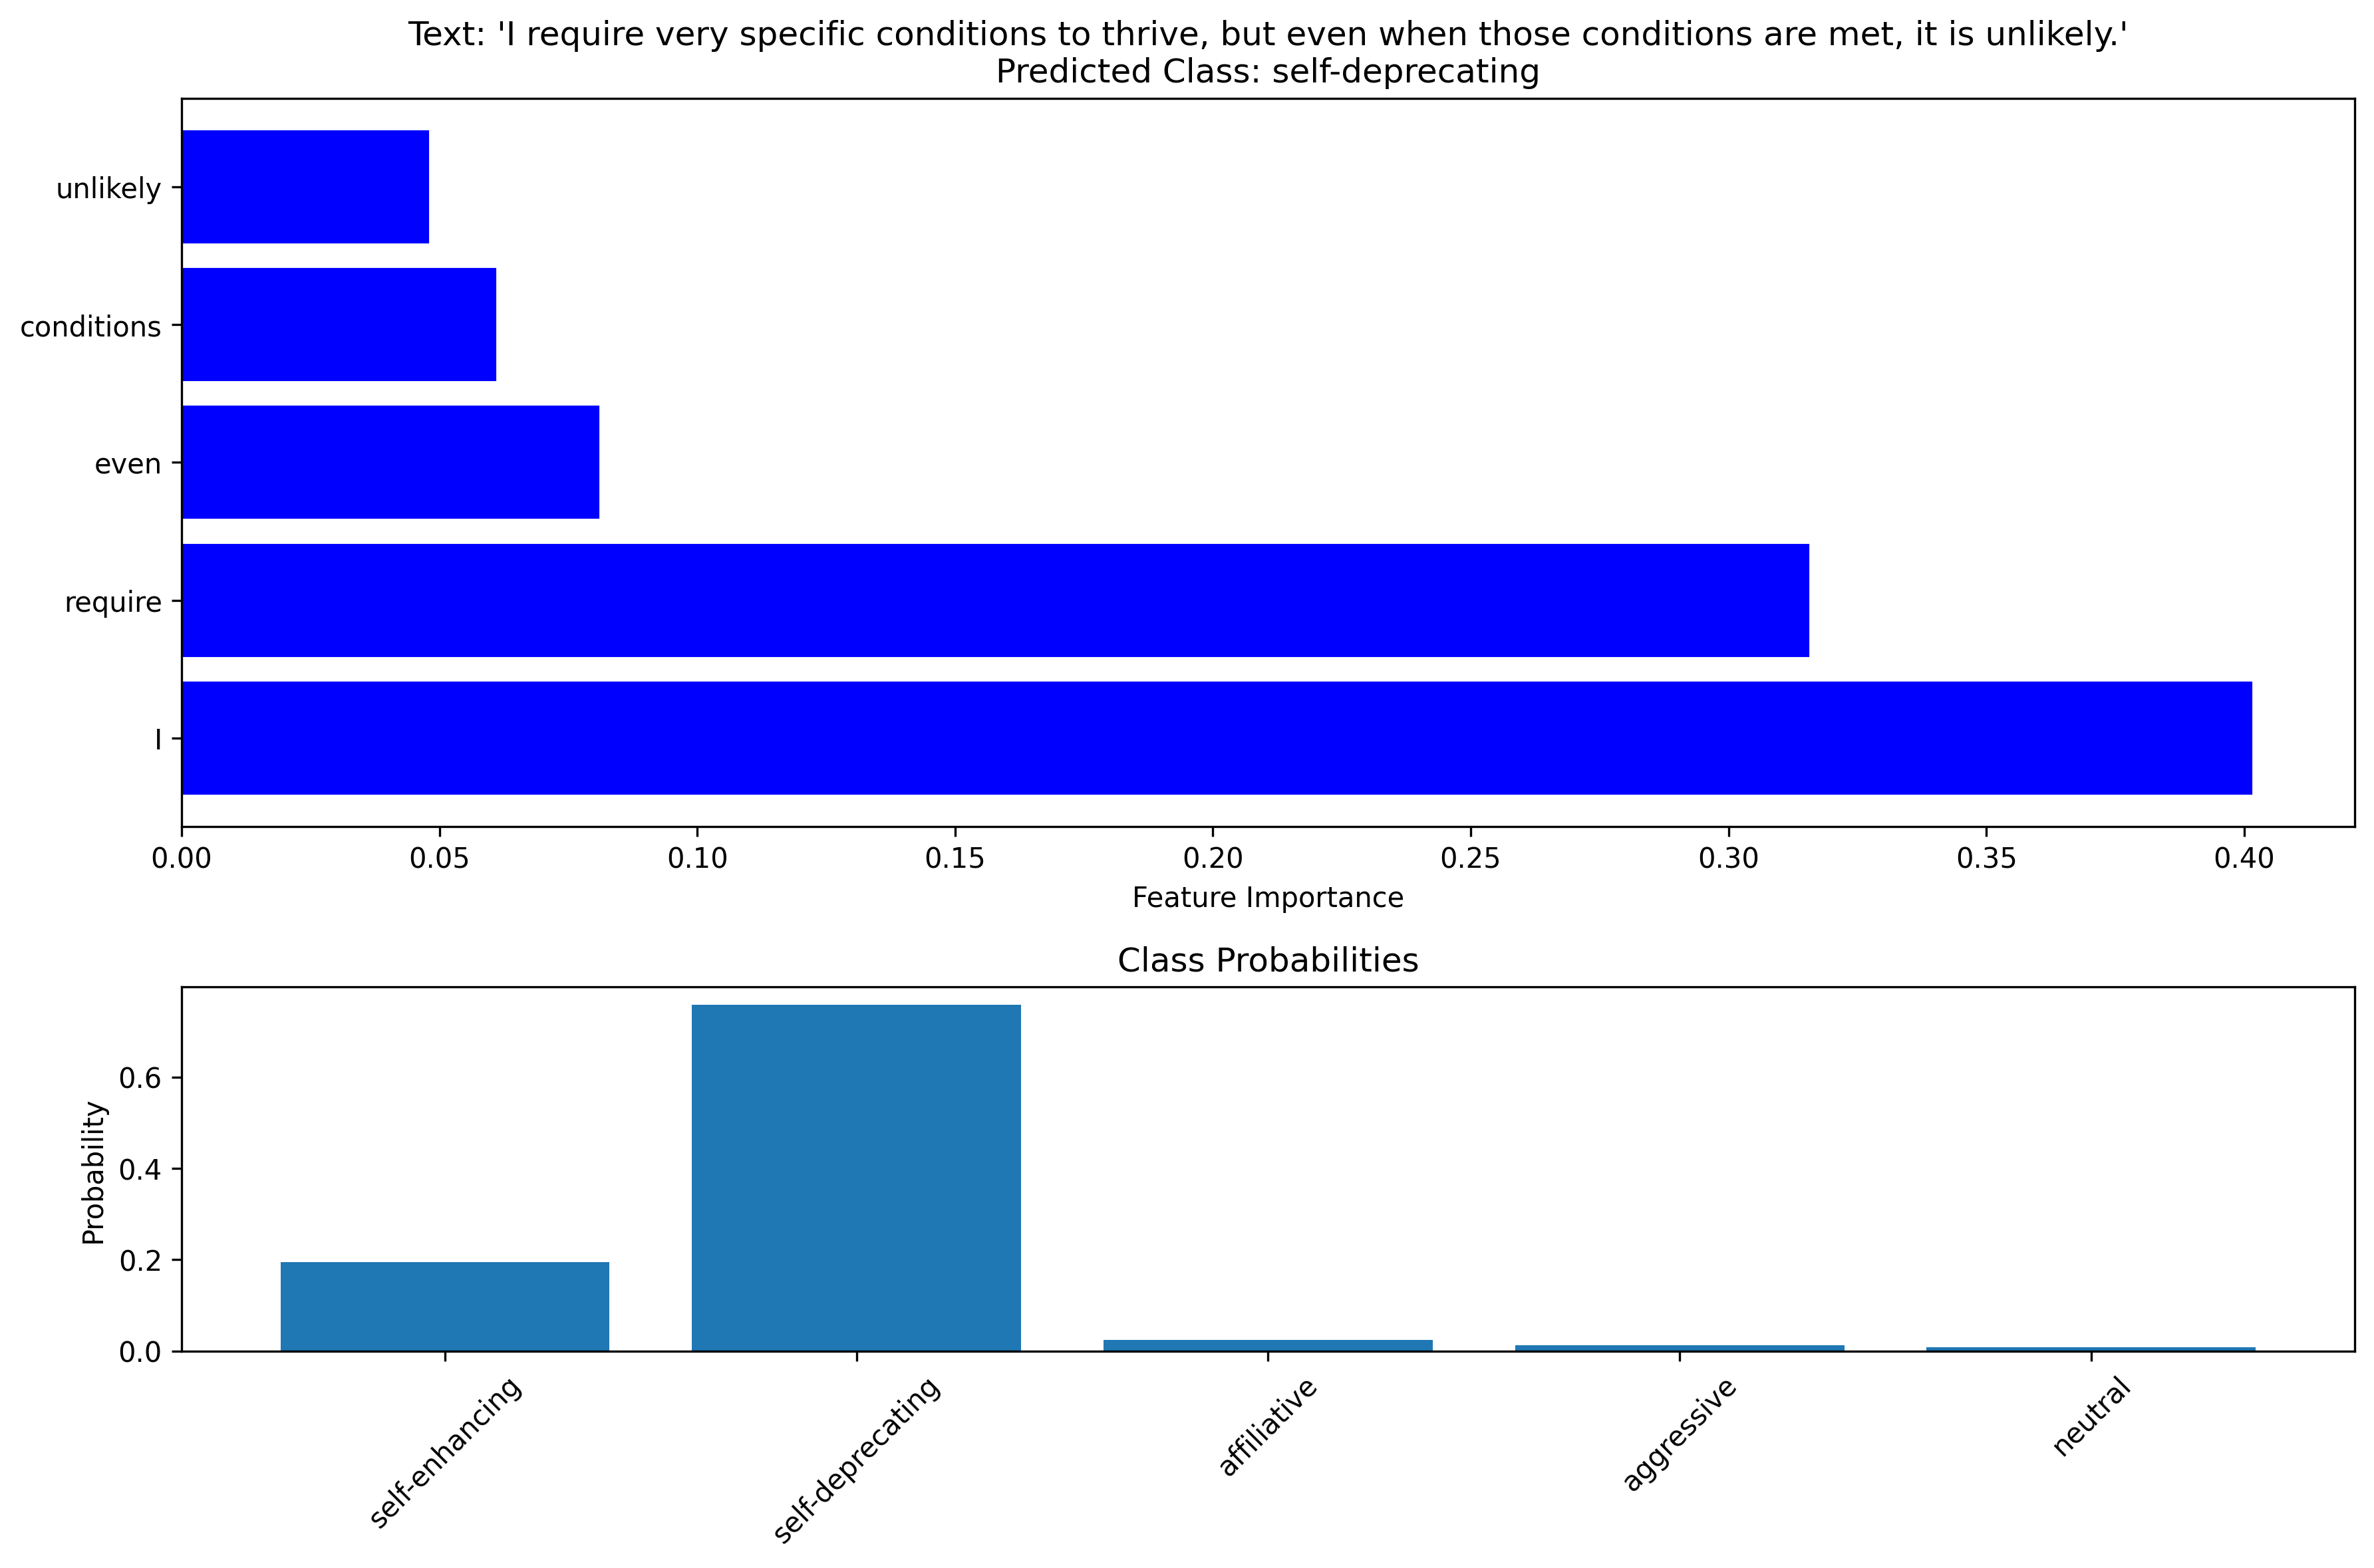 Text: 'I require very specific conditions to thrive, but even when those conditions are met, it is unlikely.'
Predicted Class: self-deprecating
unlikely
conditions
even
require
I
0.00 0.05 0.10 0.15 0.20 0.25 0.30 0.35 0.40
Feature Importance
Class Probabilities
Probability
0.6
0.4
0.2
0.0
self-enhancing self-deprecating affiliative aggressive neutral